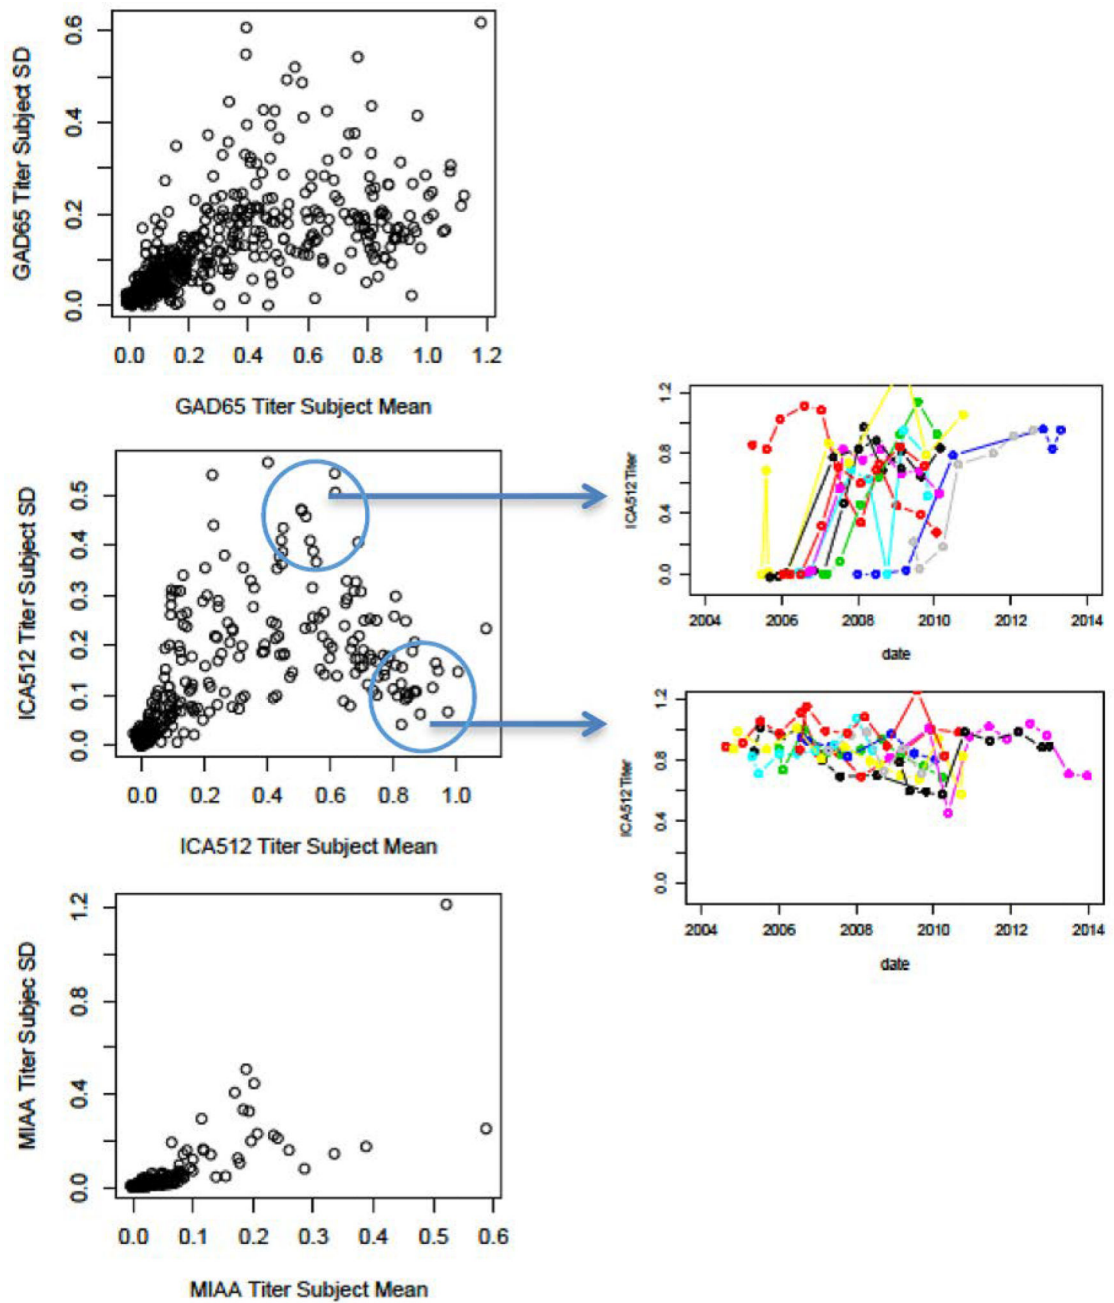 GAD65 Titer Subject SD
0.0 0.2 0.4 0.6
0.0 0.2 0.4 0.6 0.8 1.0 1.2
GAD65 Titer Subject Mean
ICA512 Titer Subject SD
0.0 0.1 0.2 0.3 0.4 0.5
0.0 0.2 0.4 0.6 0.8 1.0
ICA512 Titer Subject Mean
ICA512 Titer
0.0 0.4 0.8 1.2
2004 2006 2008 2010 2012 2014
date
ICA512 Titer
0.0 0.4 0.8 1.2
2004 2006 2008 2010 2012 2014
date
MIAA Titer Subjec SD
0.0 0.4 0.8 1.2
0.0 0.1 0.2 0.3 0.4 0.5 0.6
MIAA Titer Subject Mean